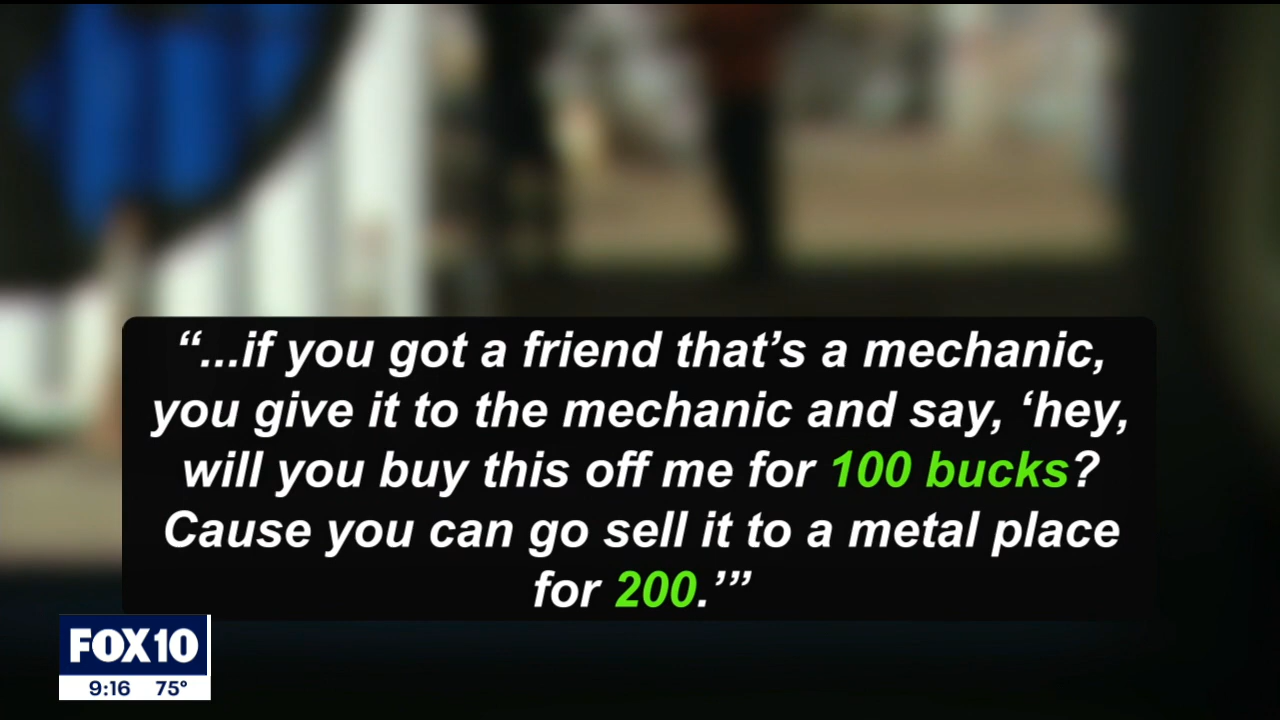 “...if you got a friend that’s a mechanic,
you give it to the mechanic and say, ‘hey,
will you buy this off me for 100 bucks?
Cause you can go sell it to a metal place
for 200.’”
FOX10
9:16 75°